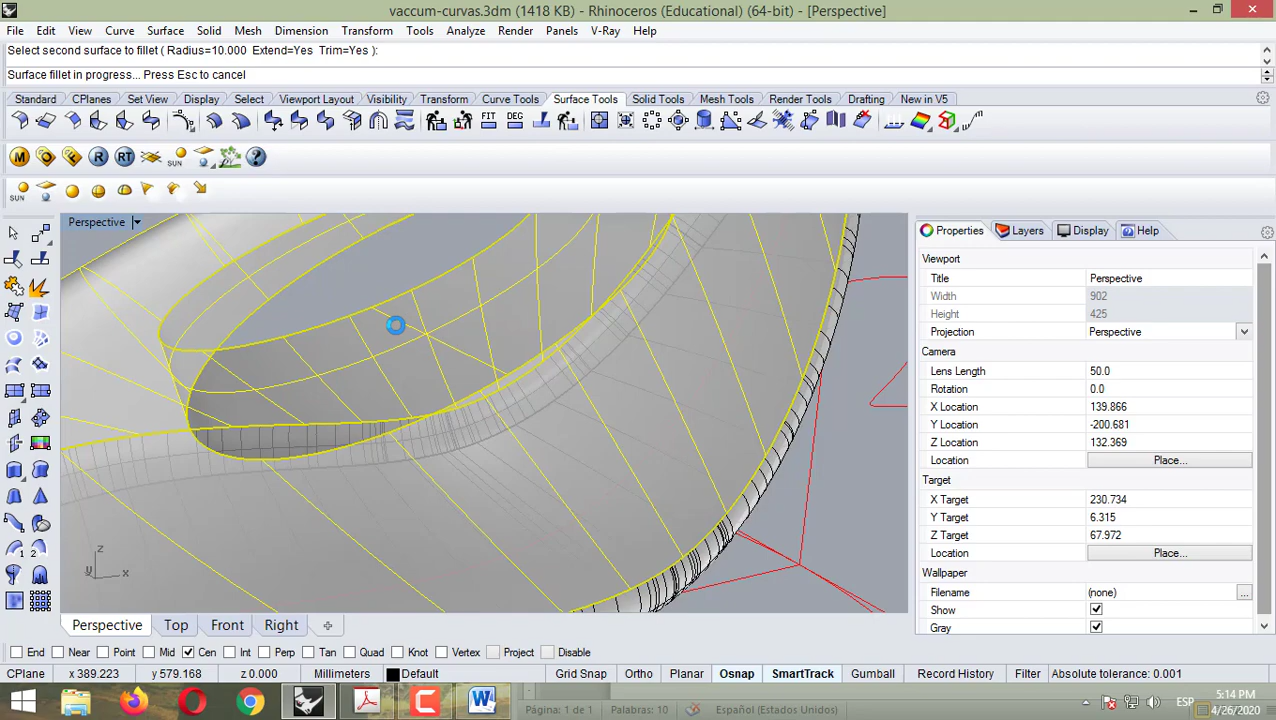 vaccum-curvas.3dm (1418 KB) - Rhinoceros (Educational) (64-bit) - [Perspective]
File Edit View Curve Surface Solid Mesh Dimension Transform Tools Analyze Render Panels V-Ray Help
Select second surface to fillet ( Radius=10.000 Extend=Yes Trim=Yes ):
Surface fillet in progress... Press Esc to cancel
Standard CPlanes Set View Display Select Viewport Layout Visibility Transform Curve Tools Surface Tools Solid Tools Mesh Tools Render Tools Drafting New in V5
FIT DEG
M O F R RT SUN ?
SUN
Perspective
Properties Layers Display Help
Viewport
Title Perspective
Width 902
Height 425
Projection Perspective
Camera
Lens Length 50.0
Rotation 0.0
X Location 139.866
Y Location -200.681
Z Location 132.369
Location Place...
Target
X Target 230.734
Y Target 6.315
Z Target 67.972
Location Place...
Wallpaper
Filename (none) ...
Show
Gray
z
y x
Perspective Top Front Right
End Near Point Mid Cen Int Perp Tan Quad Knot Vertex Project Disable
CPlane x 389.223 y 579.168 z 0.000 Millimeters Default Grid Snap Ortho Planar Osnap SmartTrack Gumball Record History Filter Absolute tolerance: 0.001
Página: 1 de 1 Palabras: 10 Español (Estados Unidos)
ESP
5:14 PM
4/26/2020